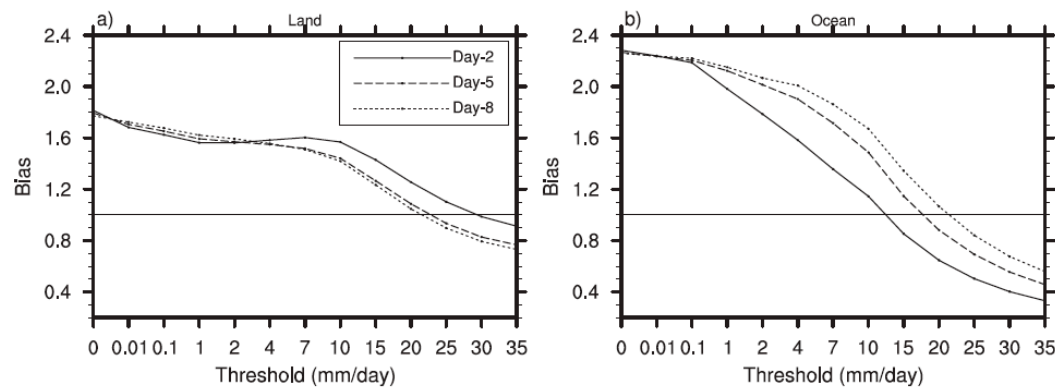 a) Land
2.4
2.0
1.6
1.2
0.8
0.4
Bias
Day-2
Day-5
Day-8
0 0.01 0.1 1 2 4 7 10 15 20 25 30 35
Threshold (mm/day)
b) Ocean
2.4
2.0
1.6
1.2
0.8
0.4
Bias
0 0.01 0.1 1 2 4 7 10 15 20 25 30 35
Threshold (mm/day)